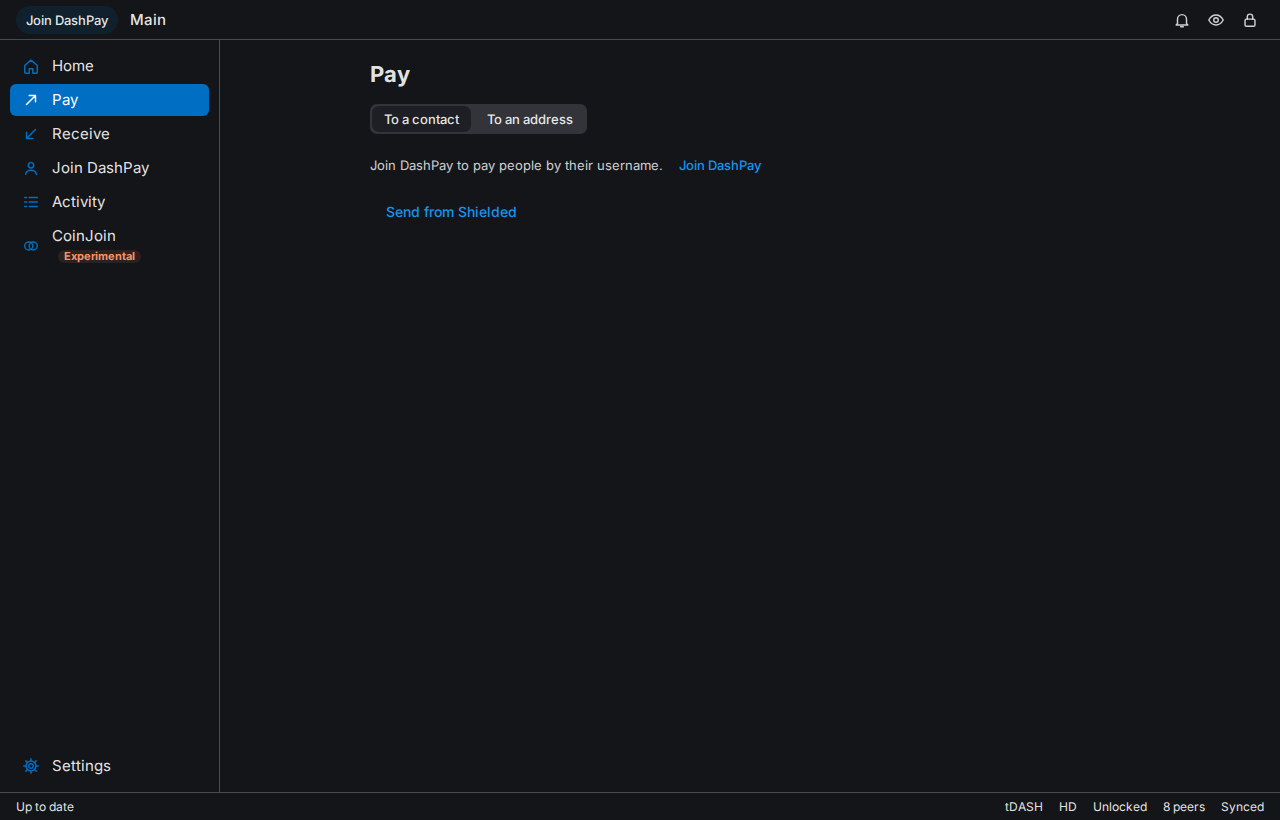 Join DashPay Main
Home
Pay
Receive
Join DashPay
Activity
CoinJoin
Experimental
Settings
Pay
To a contact To an address
Join DashPay to pay people by their username. Join DashPay
Send from Shielded
Up to date tDASH HD Unlocked 8 peers Synced